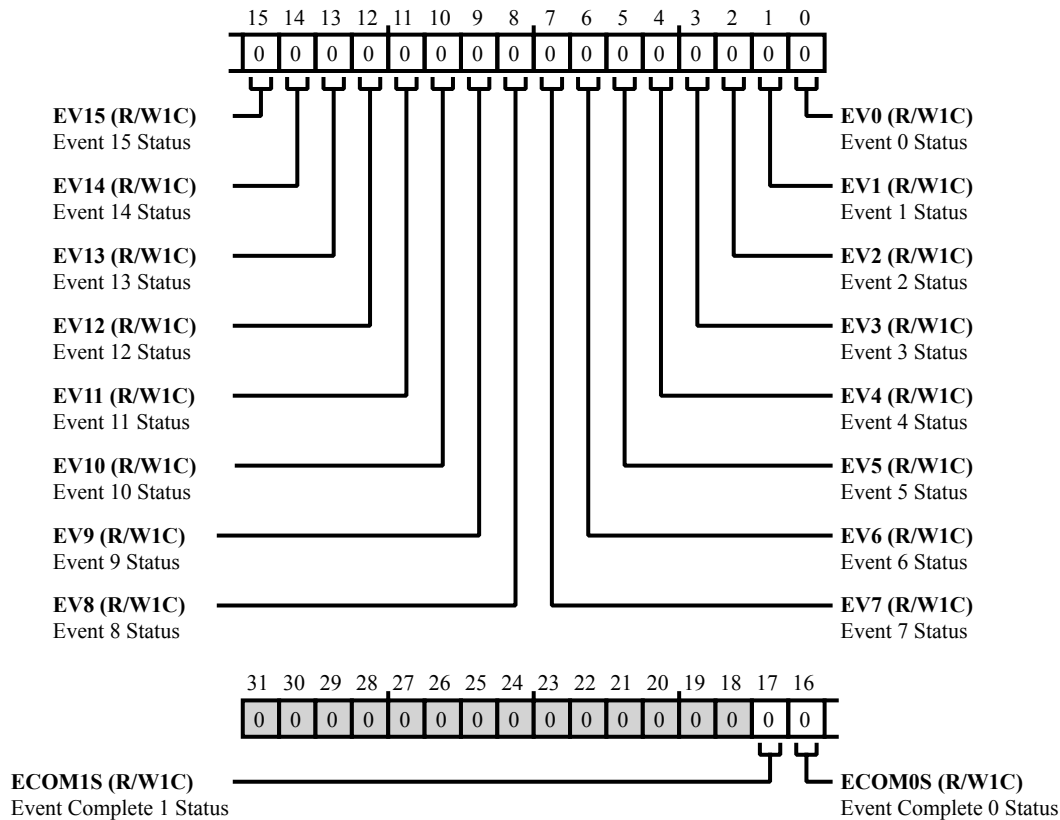 15 14 13 12 11 10 9 8 7 6 5 4 3 2 1 0
0 0 0 0 0 0 0 0 0 0 0 0 0 0 0 0
EV15 (R/W1C)
Event 15 Status
EV0 (R/W1C)
Event 0 Status
EV14 (R/W1C)
Event 14 Status
EV1 (R/W1C)
Event 1 Status
EV13 (R/W1C)
Event 13 Status
EV2 (R/W1C)
Event 2 Status
EV12 (R/W1C)
Event 12 Status
EV3 (R/W1C)
Event 3 Status
EV11 (R/W1C)
Event 11 Status
EV4 (R/W1C)
Event 4 Status
EV10 (R/W1C)
Event 10 Status
EV5 (R/W1C)
Event 5 Status
EV9 (R/W1C)
Event 9 Status
EV6 (R/W1C)
Event 6 Status
EV8 (R/W1C)
Event 8 Status
EV7 (R/W1C)
Event 7 Status
31 30 29 28 27 26 25 24 23 22 21 20 19 18 17 16
0 0 0 0 0 0 0 0 0 0 0 0 0 0 0 0
ECOM1S (R/W1C)
Event Complete 1 Status
ECOM0S (R/W1C)
Event Complete 0 Status